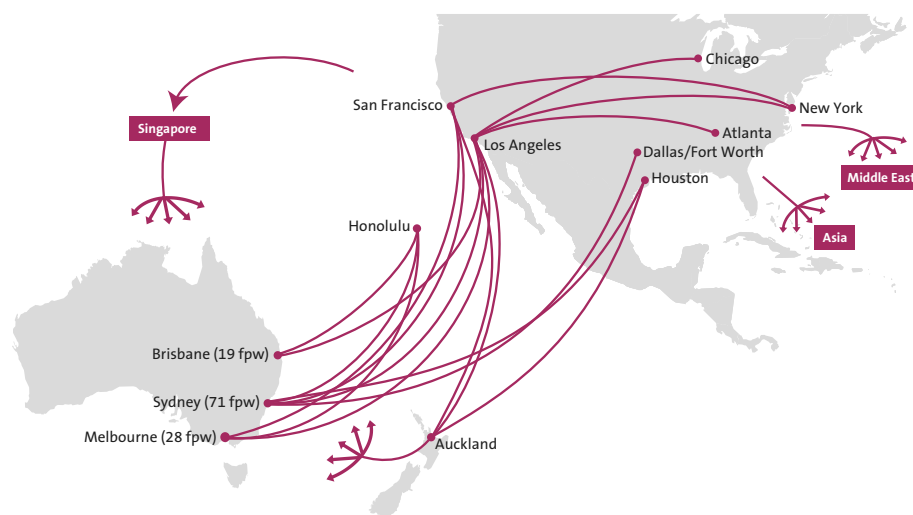 Chicago
San Francisco
New York
Singapore
Atlanta
Los Angeles
Dallas/Fort Worth
Middle East
Houston
Honolulu
Asia
Brisbane (19 fpw)
Sydney (71 fpw)
Melbourne (28 fpw)
Auckland